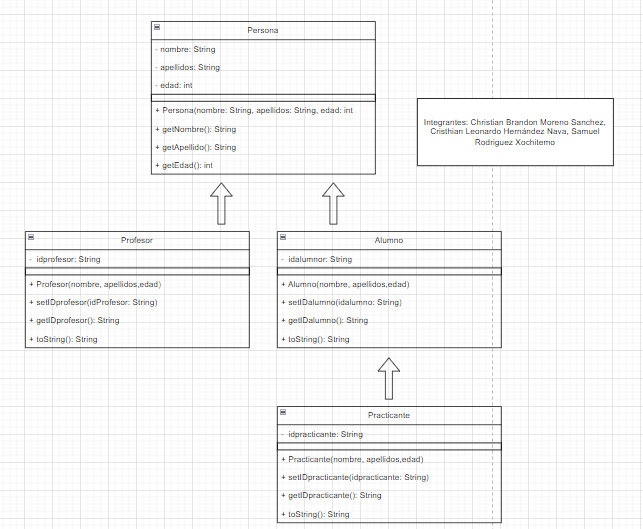 Persona
- nombre: String
- apellidos: String
- edad: int
+ Persona(nombre: String, apellidos: String, edad: int
+ getNombre(): String
+ getApellido(): String
+ getEdad(): int
Integrantes: Christian Brandon Moreno Sanchez,
Cristhian Leonardo Hernández Nava, Samuel
Rodriguez Xochitemo
Profesor
- idprofesor: String
+ Profesor(nombre, apellidos,edad)
+ setIDprofesor(idProfesor: String)
+ getIDprofesor(): String
+ toString(): String
Alumno
- idalumnor: String
+ Alumno(nombre, apellidos,edad)
+ setIDalumno(idalumno: String)
+ getIDalumno(): String
+ toString(): String
Practicante
- idpracticante: String
+ Practicante(nombre, apellidos,edad)
+ setIDpracticante(idpracticante: String)
+ getIDpracticante(): String
+ toString(): String